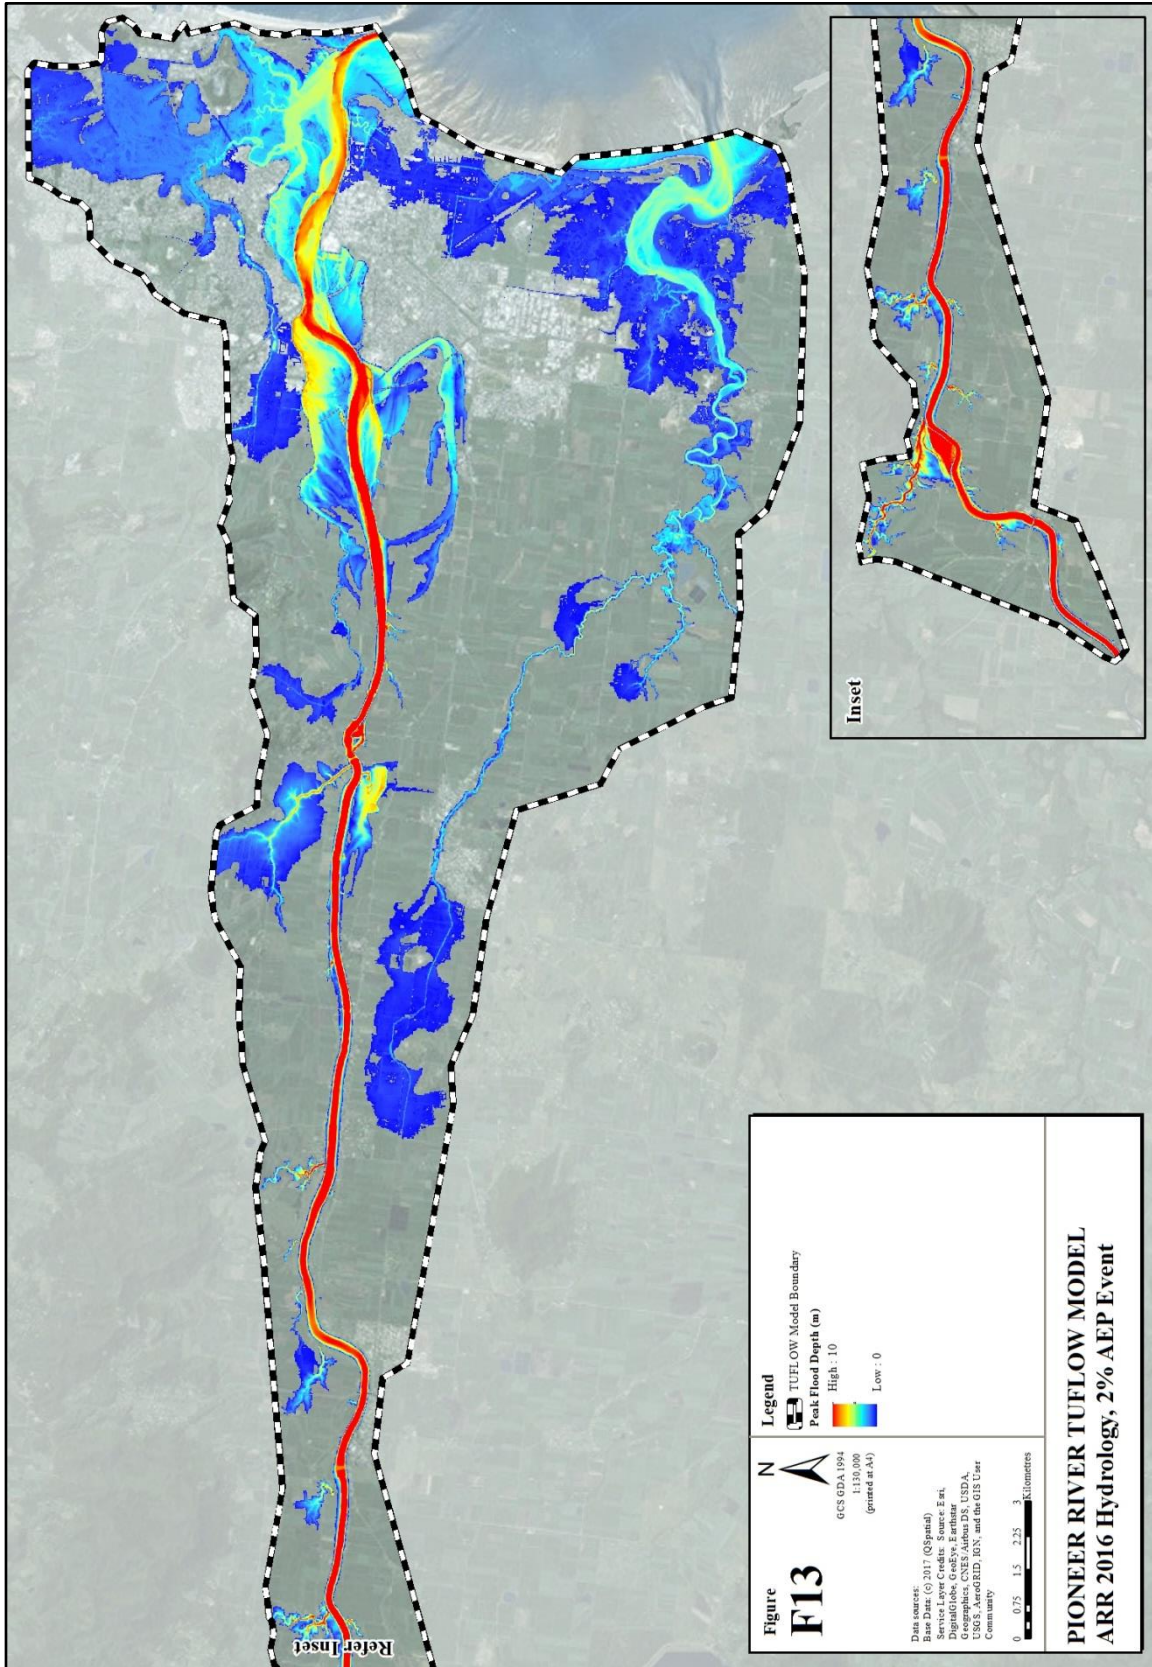 Refer Inset
Inset
Figure
F13
N
GCS GDA 1994
1:130,000
(printed at A4)
Data sources:
Base Data: (c) 2017 (QSpatial)
Service Layer Credits: Source: Esri,
DigitalGlobe, GeoEye, Earthstar
Geographics, CNES/Airbus DS, USDA,
USGS, AeroGRID, IGN, and the GIS User
Community
0 0.75 1.5 2.25 3
Kilometres
Legend
TUFLOW Model Boundary
Peak Flood Depth (m)
High : 10
Low : 0
PIONEER RIVER TUFLOW MODEL
ARR 2016 Hydrology, 2% AEP Event